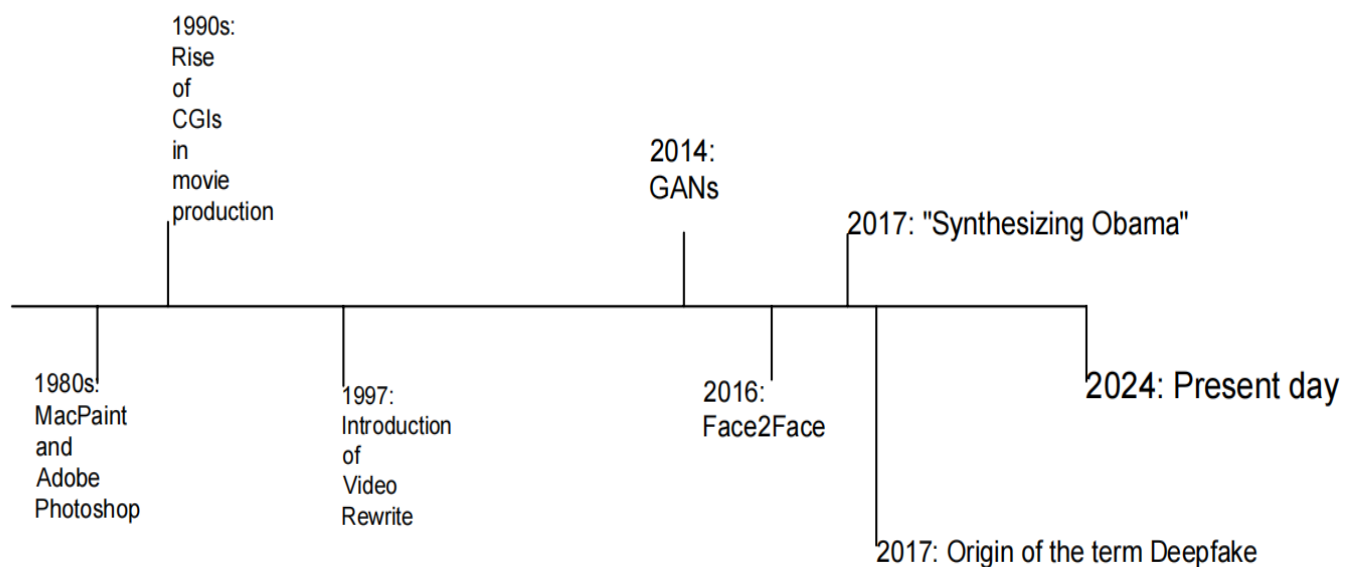 1990s:
Rise
of
CGIs
in
movie
production
2014:
GANs
2017: "Synthesizing Obama"
1980s:
MacPaint
and
Adobe
Photoshop
1997:
Introduction
of
Video
Rewrite
2016:
Face2Face
2024: Present day
2017: Origin of the term Deepfake